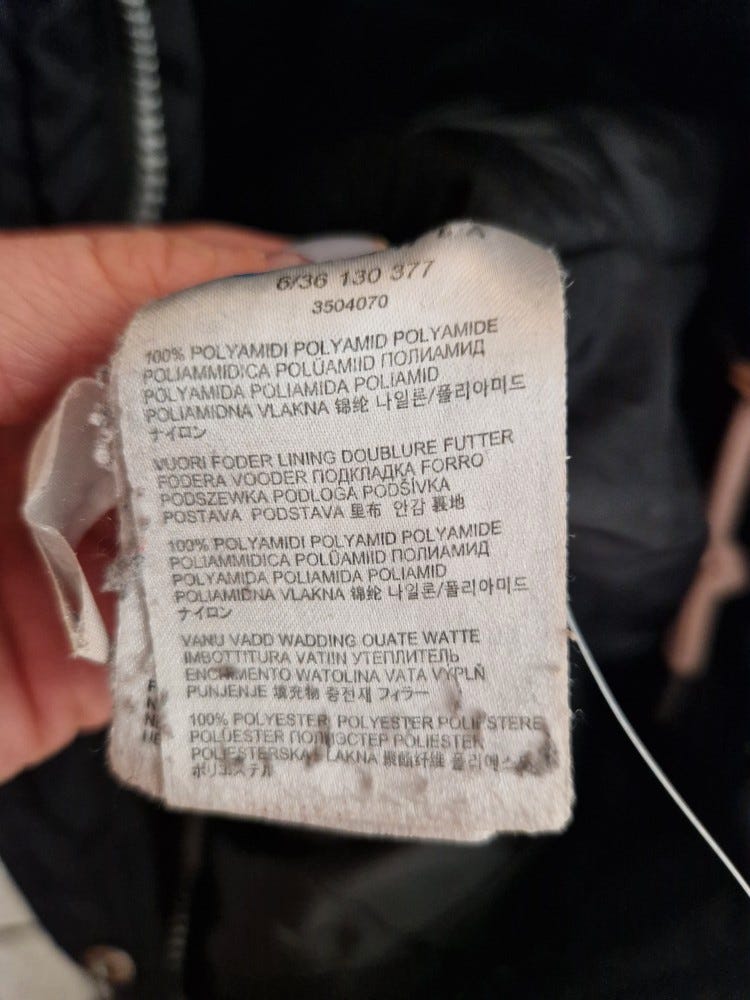 6/36 130 377
3504070
100% POLYAMIDI POLYAMID POLYAMIDE
POLIAMMIDICA POLÜAMIID ПОЛИАМИД
POLYAMIDA POLIAMIDA POLIAMID
POLIAMIDNA VLAKNA 锦纶 나일론/폴리아미드
ナイロン
VUORI FODER LINING DOUBLURE FUTTER
FODERA VOODER ПОДКЛАДКА FORRO
PODSZEWKA PODLOGA PODŠÍVKA
POSTAVA PODSTAVA 里布 안감 裏地
100% POLYAMIDI POLYAMID POLYAMIDE
POLIAMMIDICA POLÜAMIID ПОЛИАМИД
POLYAMIDA POLIAMIDA POLIAMID
POLIAMIDNA VLAKNA 锦纶 나일론/폴리아미드
ナイロン
VANU VADD WADDING OUATE WATTE
IMBOTTITURA VATIIN УТЕПЛИТЕЛЬ
ENCHIMENTO WATOLINA VATA VÝPLŇ
PUNJENJE 填充物 충전재 フィラー
100% POLYESTER POLYESTER POLIESTERE
POLÜESTER ПОЛИЭСТЕР POLIESTER
POLIESTERSKA VLAKNA 聚酯纤维 폴리에스
ポリエステル